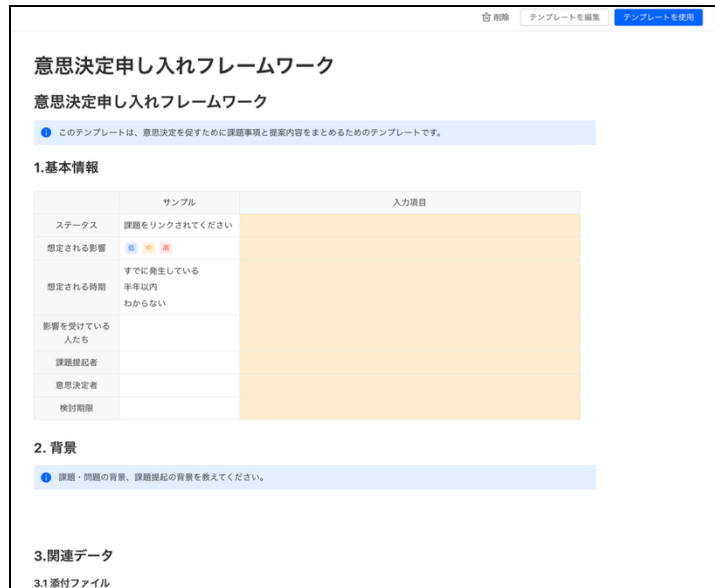 削除 テンプレートを編集 テンプレートを使用
意思決定申し入れフレームワーク
意思決定申し入れフレームワーク
このテンプレートは、意思決定を促すために課題事項と提案内容をまとめるためのテンプレートです。
1.基本情報
サンプル 入力項目
ステータス 課題をリンクされてください
想定される影響 低 中 高
想定される時期 すでに発生している
半年以内
わからない
影響を受けている
人たち
課題提起者
意思決定者
検討期限
2. 背景
課題・問題の背景、課題提起の背景を教えてください。
3.関連データ
3.1 添付ファイル